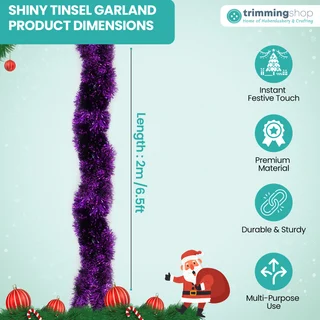 SHINY TINSEL GARLAND
PRODUCT DIMENSIONS
trimmingshop
Home of Haberdashery & Crafting
Length : 2m /6.5ft
Instant
Festive Touch
Premium
Material
Durable & Sturdy
Multi-Purpose
Use